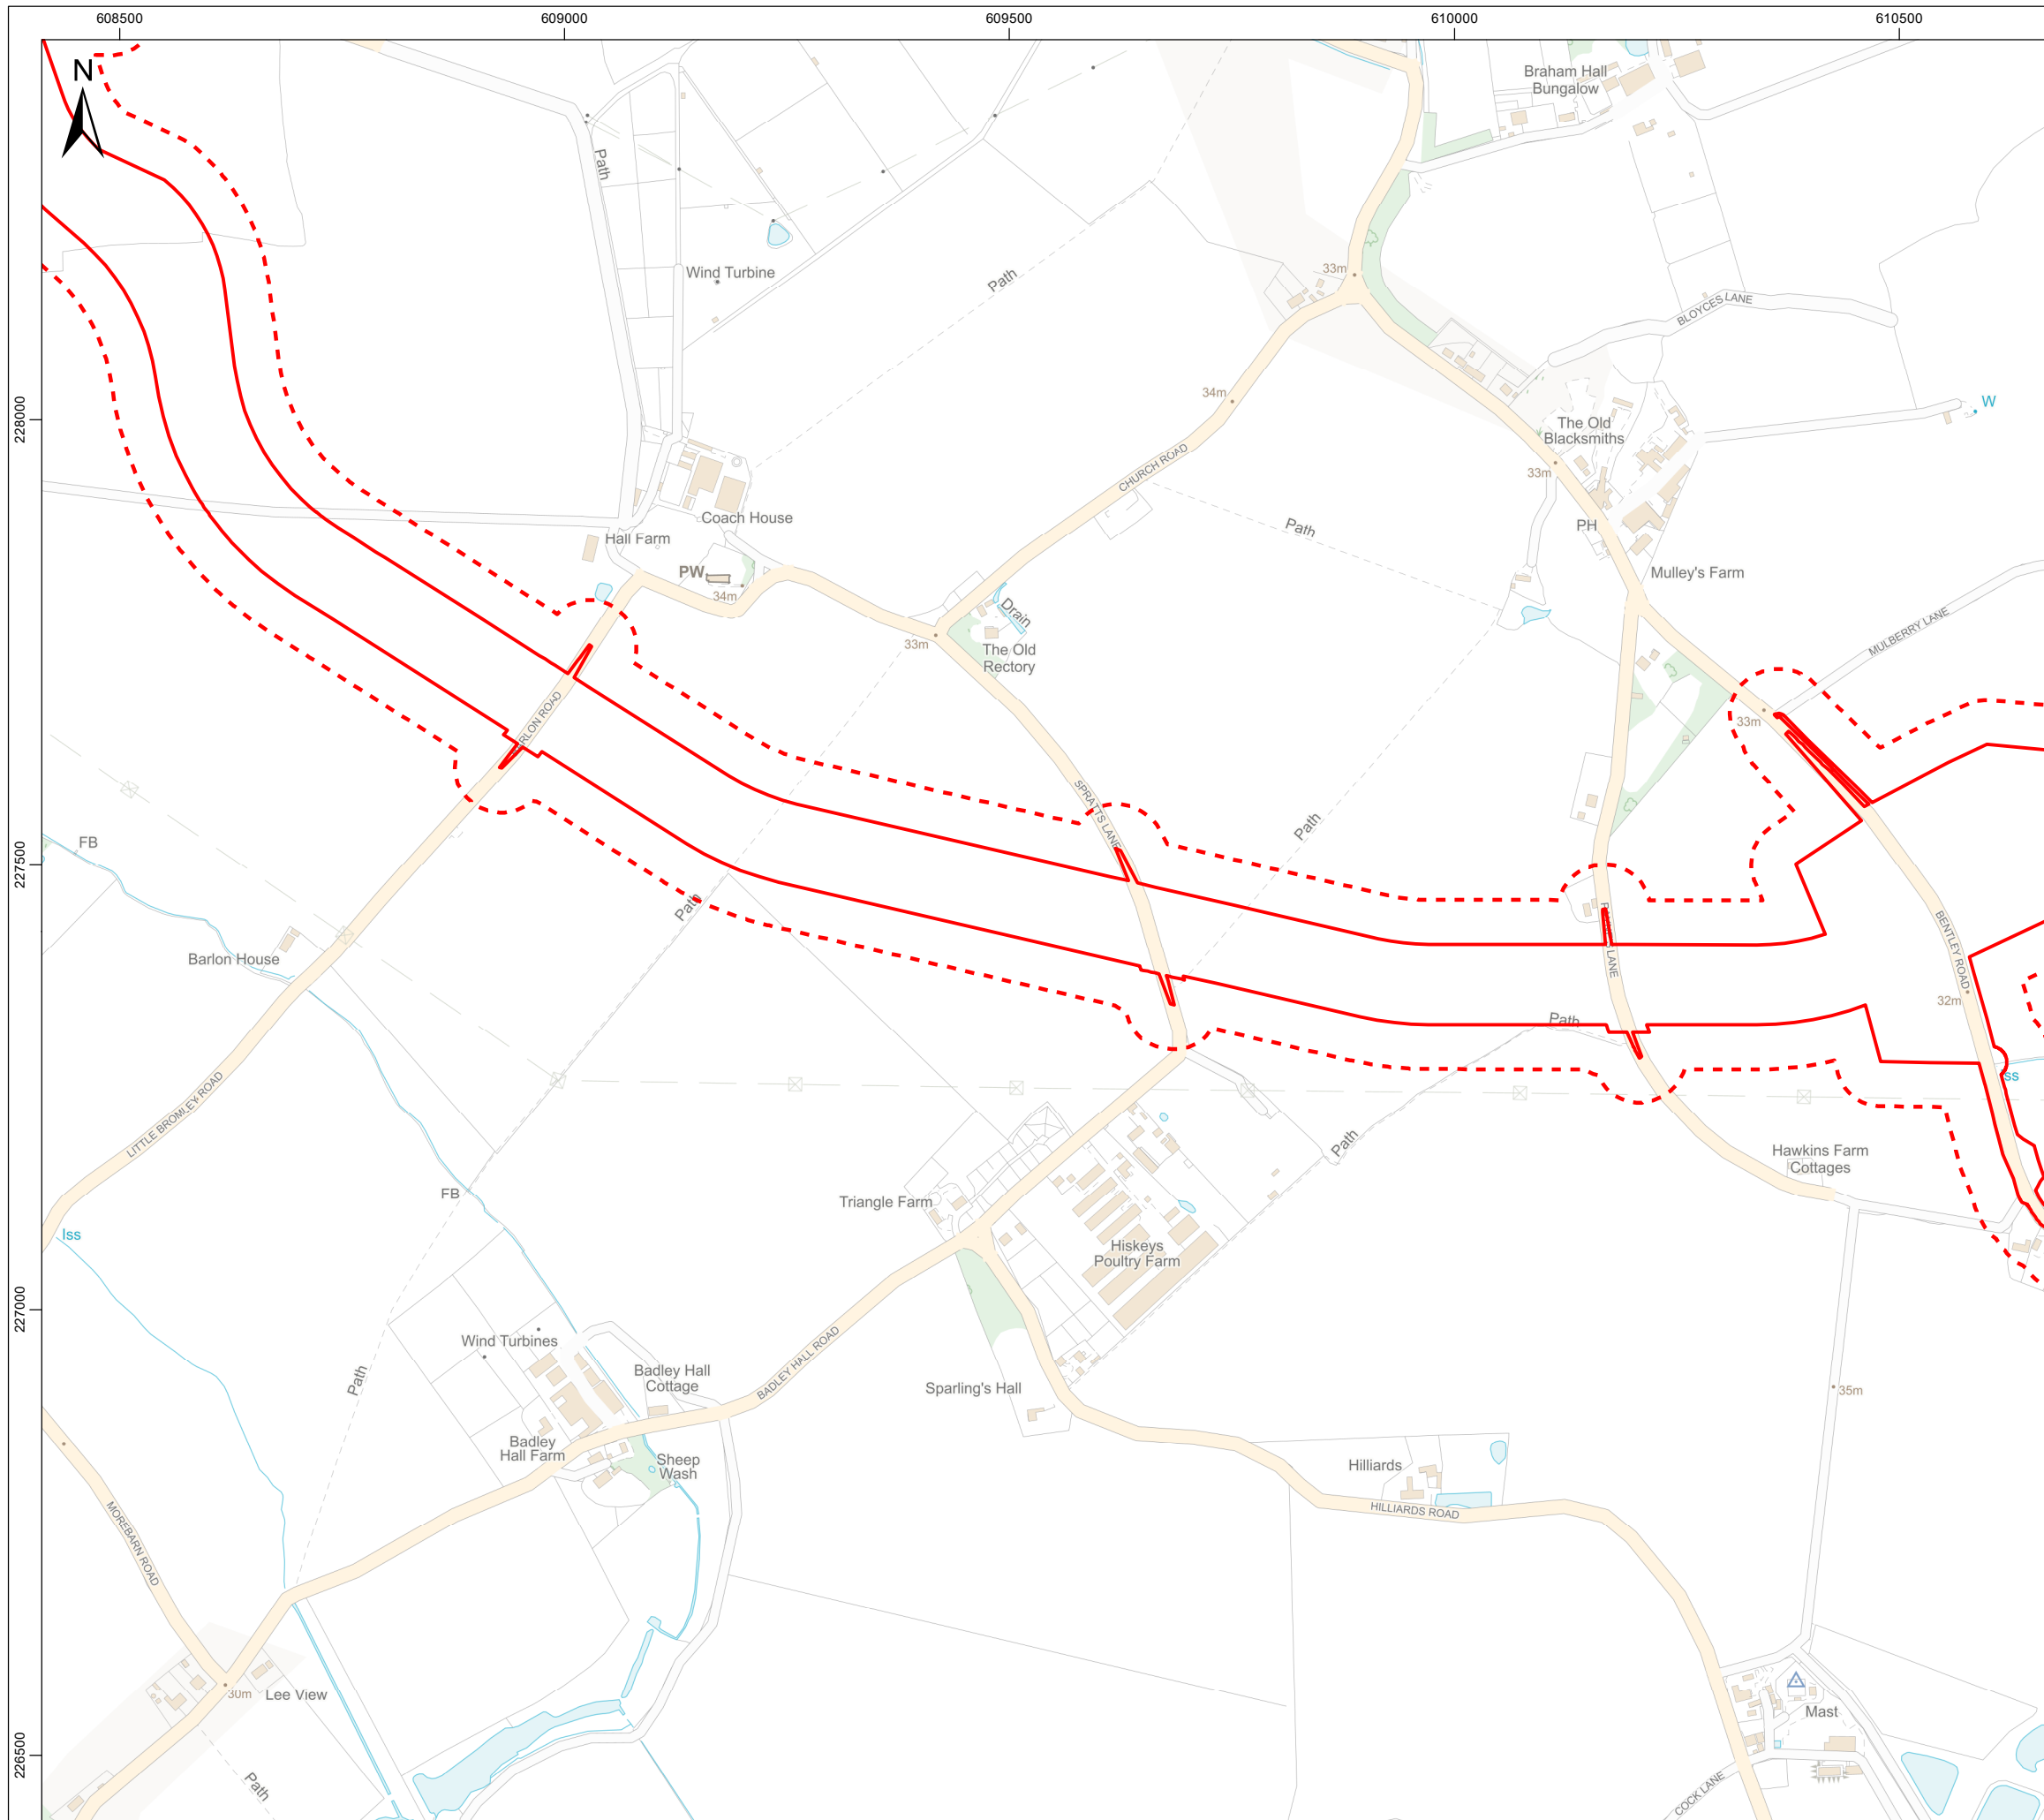 608500
609000
609500
610000
610500
N
Braham Hall
Bungalow
Path
Wind Turbine
Path
33m
BLOYCES LANE
228000
34m
W
The Old
Blacksmiths
CHURCH ROAD
33m
Coach House
Path
PH
Hall Farm
PW
34m
Mulley's Farm
Drain
33m
The Old
Rectory
MULBERRY LANE
RLON ROAD
33m
SPRATTS LANE
227500
FB
Path
Path
LANE
BENTLEY ROAD
Barlon House
32m
Path
ss
LITTLE BROMLEY ROAD
Path
Hawkins Farm
Cottages
FB
Triangle Farm
Iss
Hiskeys
Poultry Farm
227000
Wind Turbines
Path
Badley Hall
Cottage
BADLEY HALL ROAD
Sparling's Hall
35m
Badley
Hall Farm
Sheep
Wash
Hilliards
HILLIARDS ROAD
MOREBARN ROAD
30m
Lee View
Mast
226500
Path
COCK LANE